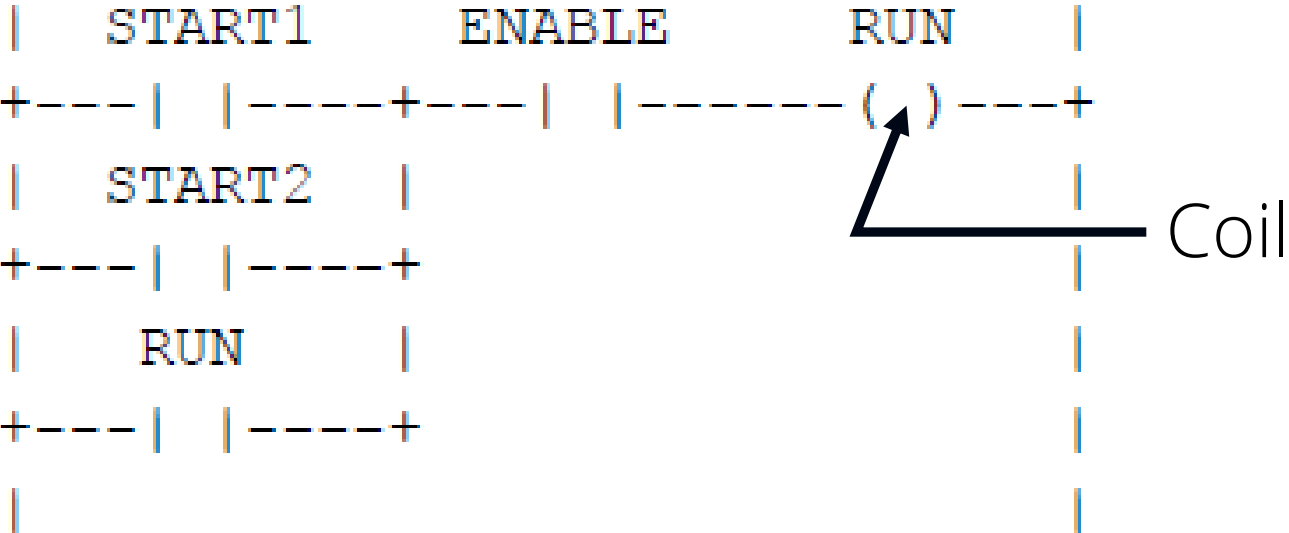 |   START1    ENABLE     RUN   |
+---| |----+---| |------( )---+
|   START2  |                   |
Coil
+---| |----+                   |
|    RUN    |                   |
+---| |----+                   |
|                               |